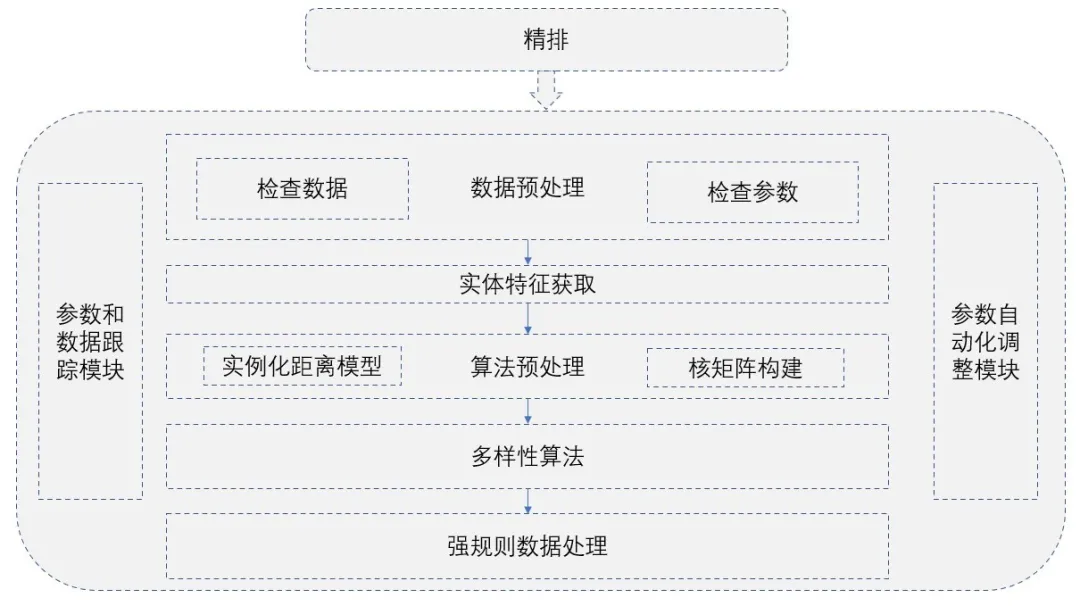 精排
检查数据
数据预处理
检查参数
实体特征获取
实例化距离模型
算法预处理
核矩阵构建
多样性算法
强规则数据处理
参数和
数据跟
踪模块
参数自
动化调
整模块